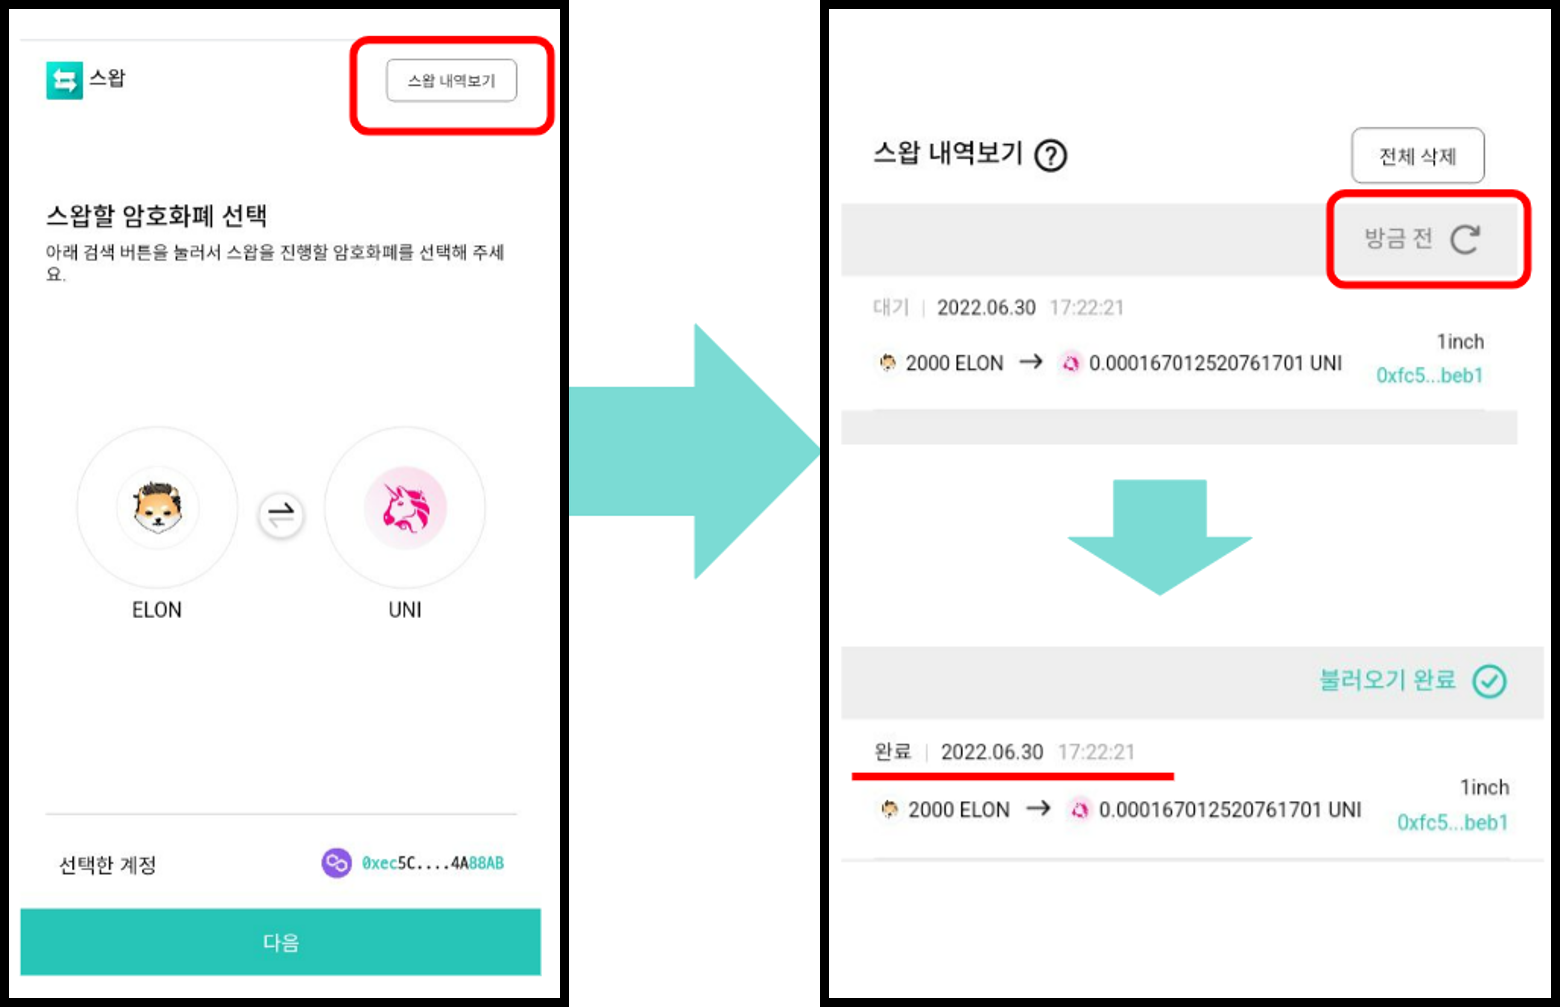 스왑
스왑 내역보기
스왑할 암호화폐 선택
아래 검색 버튼을 눌러서 스왑을 진행할 암호화폐를 선택해 주세
요.
ELON
UNI
선택한 계정
0xec5C....4A88AB
다음
스왑 내역보기 ?
전체 삭제
방금 전
대기 | 2022.06.30 17:22:21
1inch
2000 ELON → 0.000167012520761701 UNI
0xfc5...beb1
불러오기 완료
완료 | 2022.06.30 17:22:21
1inch
2000 ELON → 0.000167012520761701 UNI
0xfc5...beb1